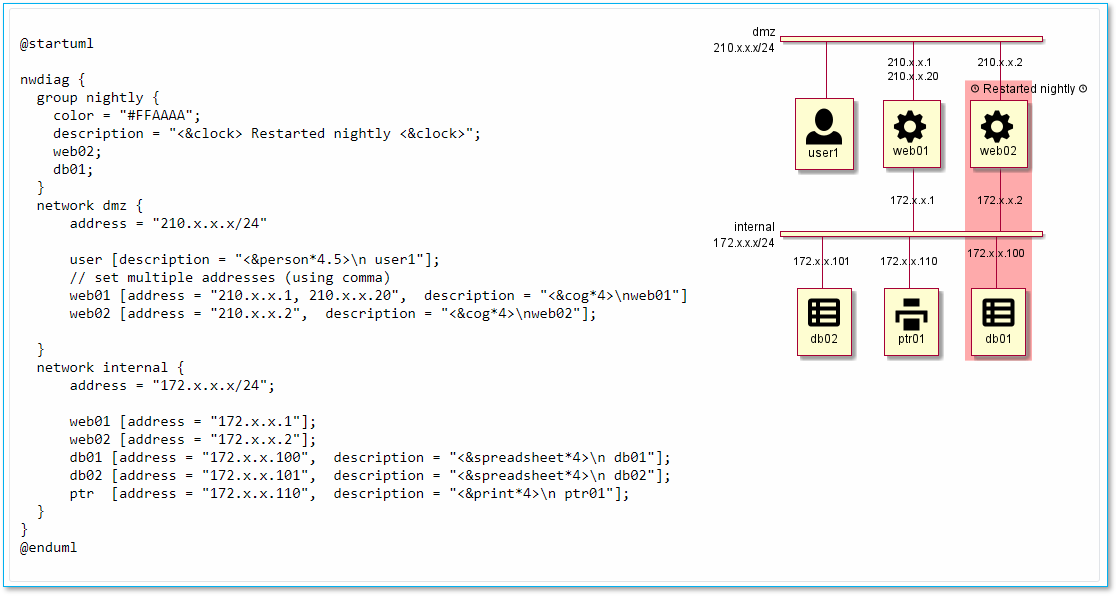 @startuml
nwdiag {
group nightly {
color = "#FFAAAA";
description = "<&clock> Restarted nightly <&clock>";
web02;
db01;
}
network dmz {
address = "210.x.x.x/24"
user [description = "<&person*4.5>\n user1"];
// set multiple addresses (using comma)
web01 [address = "210.x.x.1, 210.x.x.20",  description = "<&cog*4>\nweb01"]
web02 [address = "210.x.x.2",  description = "<&cog*4>\nweb02"];
}
network internal {
address = "172.x.x.x/24";
web01 [address = "172.x.x.1"];
web02 [address = "172.x.x.2"];
db01 [address = "172.x.x.100",  description = "<&spreadsheet*4>\n db01"];
db02 [address = "172.x.x.101",  description = "<&spreadsheet*4>\n db02"];
ptr  [address = "172.x.x.110",  description = "<&print*4>\n ptr01"];
}
}
@enduml
dmz
210.x.x.x/24
210.x.x.1
210.x.x.20
210.x.x.2
Restarted nightly
user1
web01
web02
172.x.x.1
172.x.x.2
internal
172.x.x.x/24
172.x.x.101
172.x.x.110
172.x.x.100
db02
ptr01
db01